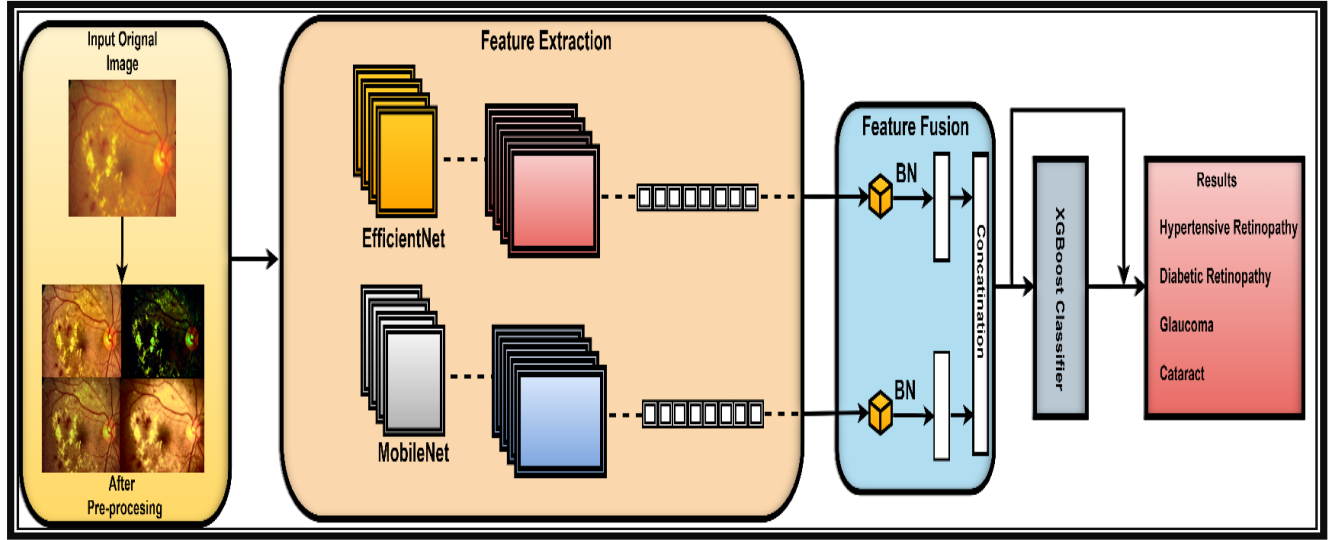 Input Orignal
Image
After
Pre-procesing
Feature Extraction
EfficientNet
MobileNet
Feature Fusion
BN
BN
Concatination
XGBoost Classifier
Results
Hypertensive Retinopathy
Diabetic Retinopathy
Glaucoma
Cataract